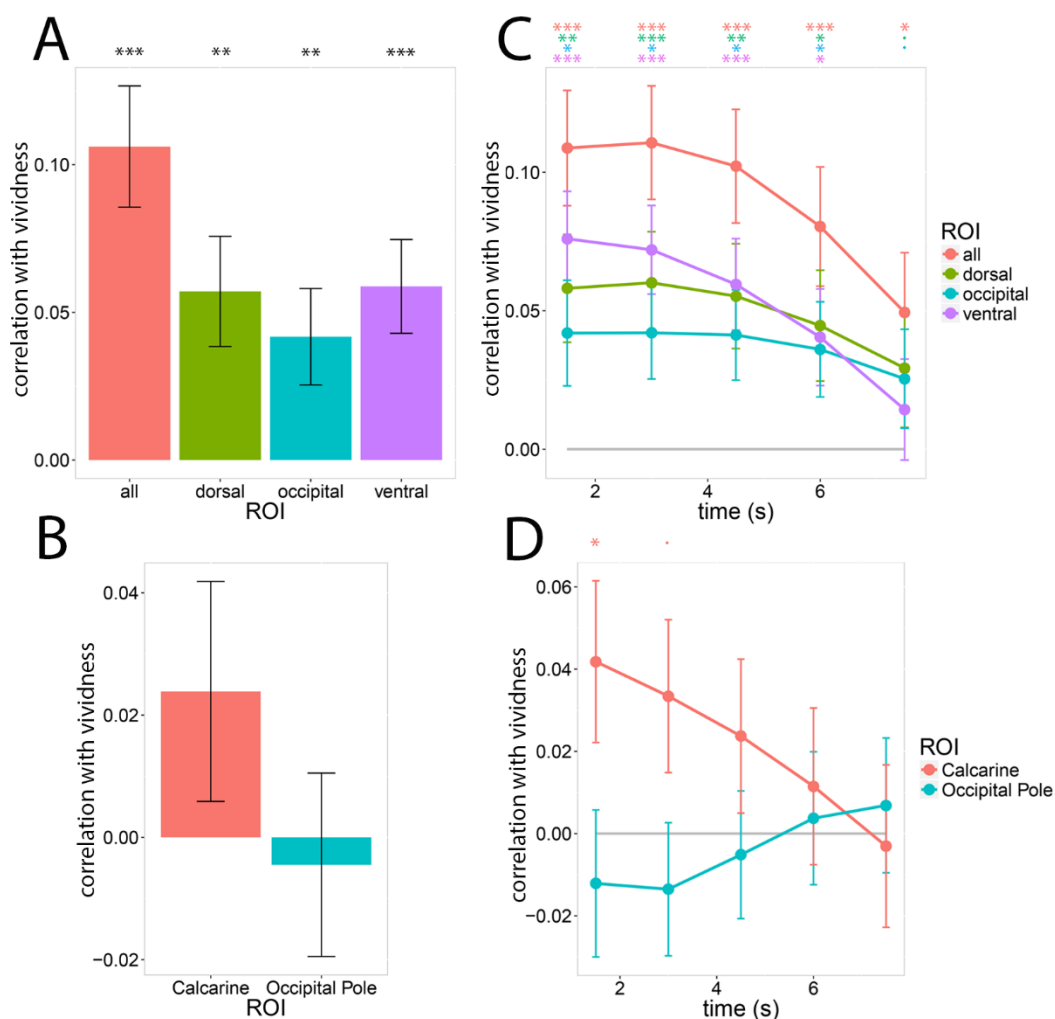 A
*** ** ** ***
correlation with vividness
0.10
0.05
0.00
all dorsal occipital ventral
ROI
C
*** *** *** *** *
** *** ** * .
* * * * .
*** *** *** *
correlation with vividness
0.10
0.05
0.00
2 4 6
time (s)
ROI
all
dorsal
occipital
ventral
B
correlation with vividness
0.04
0.02
0.00
−0.02
Calcarine Occipital Pole
ROI
D
* .
correlation with vividness
0.06
0.04
0.02
0.00
−0.02
2 4 6
time (s)
ROI
Calcarine
Occipital Pole